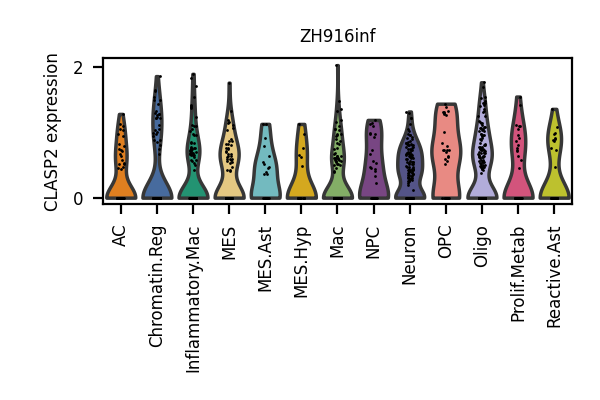 ZH916inf
CLASP2 expression
2
0
AC
Chromatin.Reg
Inflammatory.Mac
MES
MES.Ast
MES.Hyp
Mac
NPC
Neuron
OPC
Oligo
Prolif.Metab
Reactive.Ast